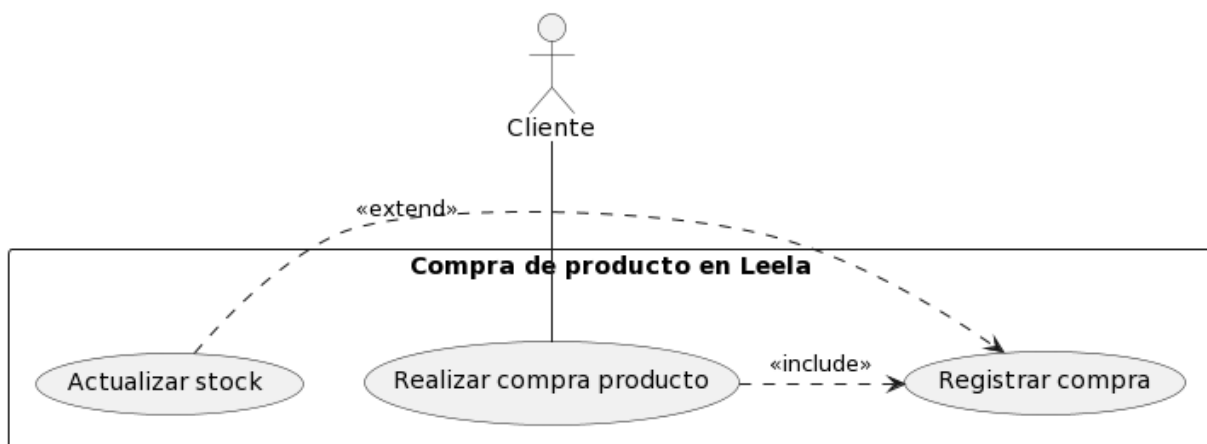 Cliente
«extend»
Compra de producto en Leela
Actualizar stock
Realizar compra producto
«include»
Registrar compra